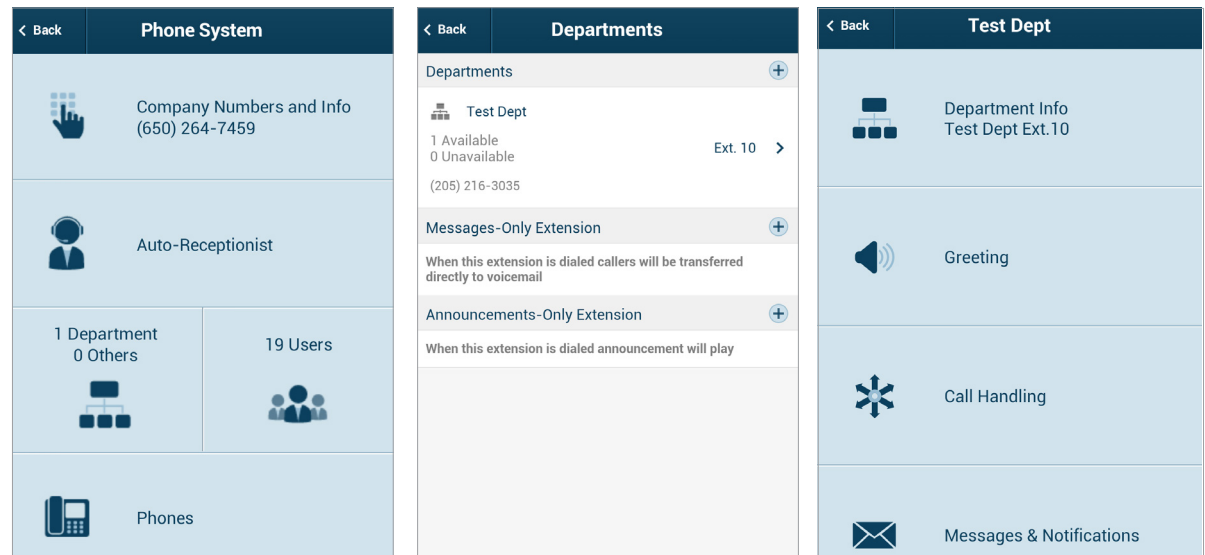 Back
Phone System
Company Numbers and Info
(650) 264-7459
Auto-Receptionist
1 Department
0 Others
19 Users
Phones
Back
Departments
Departments
Test Dept
1 Available
0 Unavailable
Ext. 10
(205) 216-3035
Messages-Only Extension
When this extension is dialed callers will be transferred
directly to voicemail
Announcements-Only Extension
When this extension is dialed announcement will play
Back
Test Dept
Department Info
Test Dept Ext.10
Greeting
Call Handling
Messages & Notifications